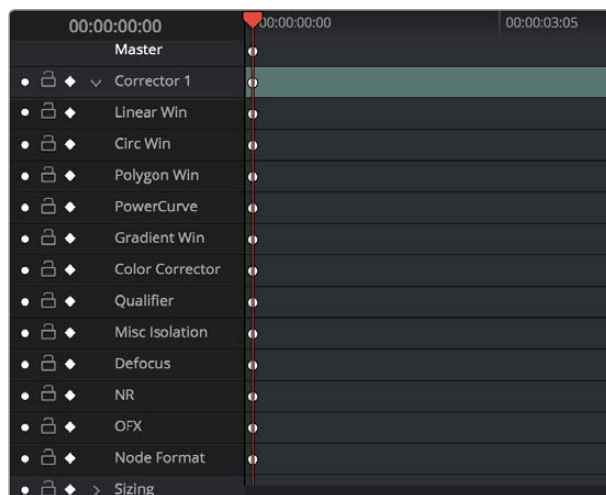 00:00:00:00 00:00:00:00 00:00:03:05
Master
Corrector 1
Linear Win
Circ Win
Polygon Win
PowerCurve
Gradient Win
Color Corrector
Qualifier
Misc Isolation
Defocus
NR
OFX
Node Format
Sizing